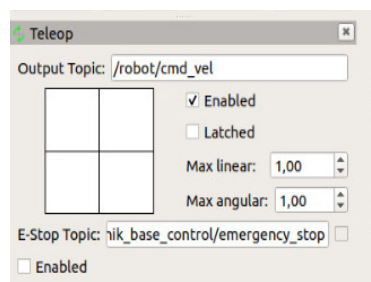 Teleop
Output Topic: /robot/cmd_vel
Enabled
Latched
Max linear: 1,00
Max angular: 1,00
E-Stop Topic: nik_base_control/emergency_stop
Enabled